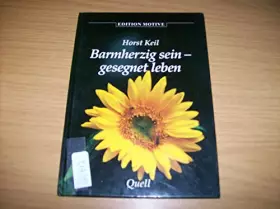 EDITION MOTIVE
Horst Keil
Barmherzig sein –
gesegnet leben
Quell